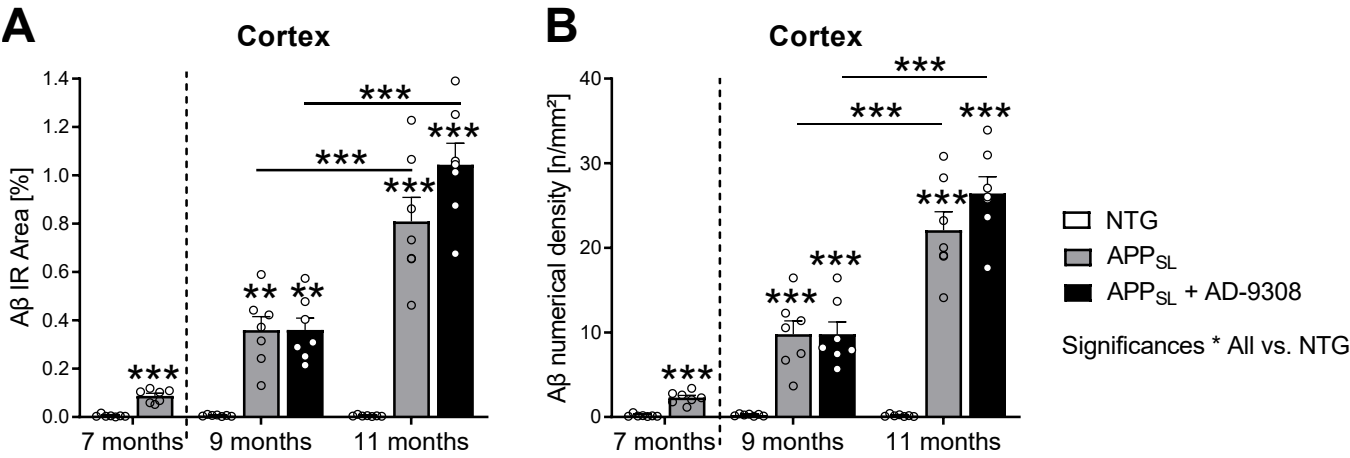 A
Cortex
Aβ IR Area [%]
1.4
1.2
1.0
0.8
0.6
0.4
0.2
0.0
***
**
**
***
***
***
***
7 months
9 months
11 months
B
Cortex
Aβ numerical density [n/mm²]
40
30
20
10
0
***
***
***
***
***
***
***
7 months
9 months
11 months
NTG
APPSL
APPSL + AD-9308
Significances * All vs. NTG